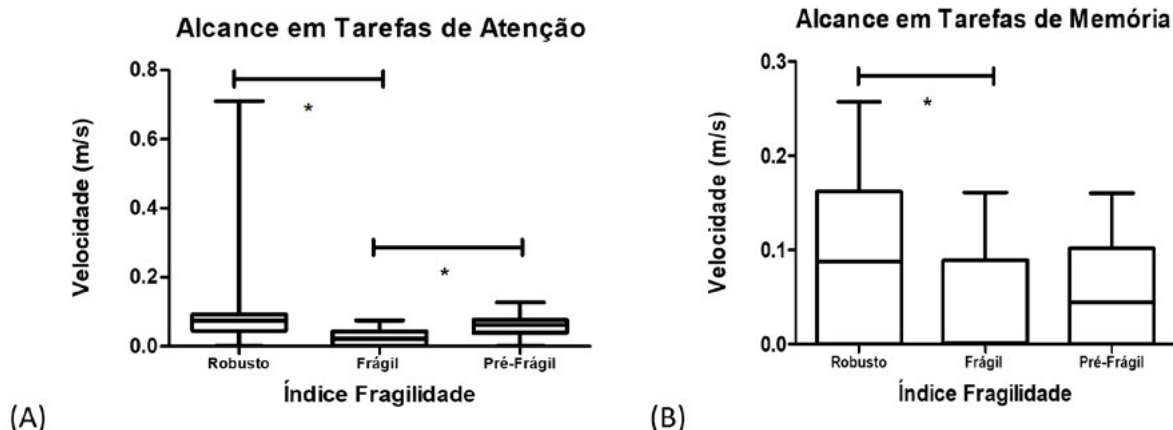 Alcance em Tarefas de Atenção
Velocidade (m/s)
0.8
0.6
0.4
0.2
0.0
*
*
Robusto
Frágil
Pré-Frágil
Índice Fragilidade
(A)
Alcance em Tarefas de Memória
Velocidade (m/s)
0.3
0.2
0.1
0.0
*
Robusto
Frágil
Pré-Frágil
Índice Fragilidade
(B)